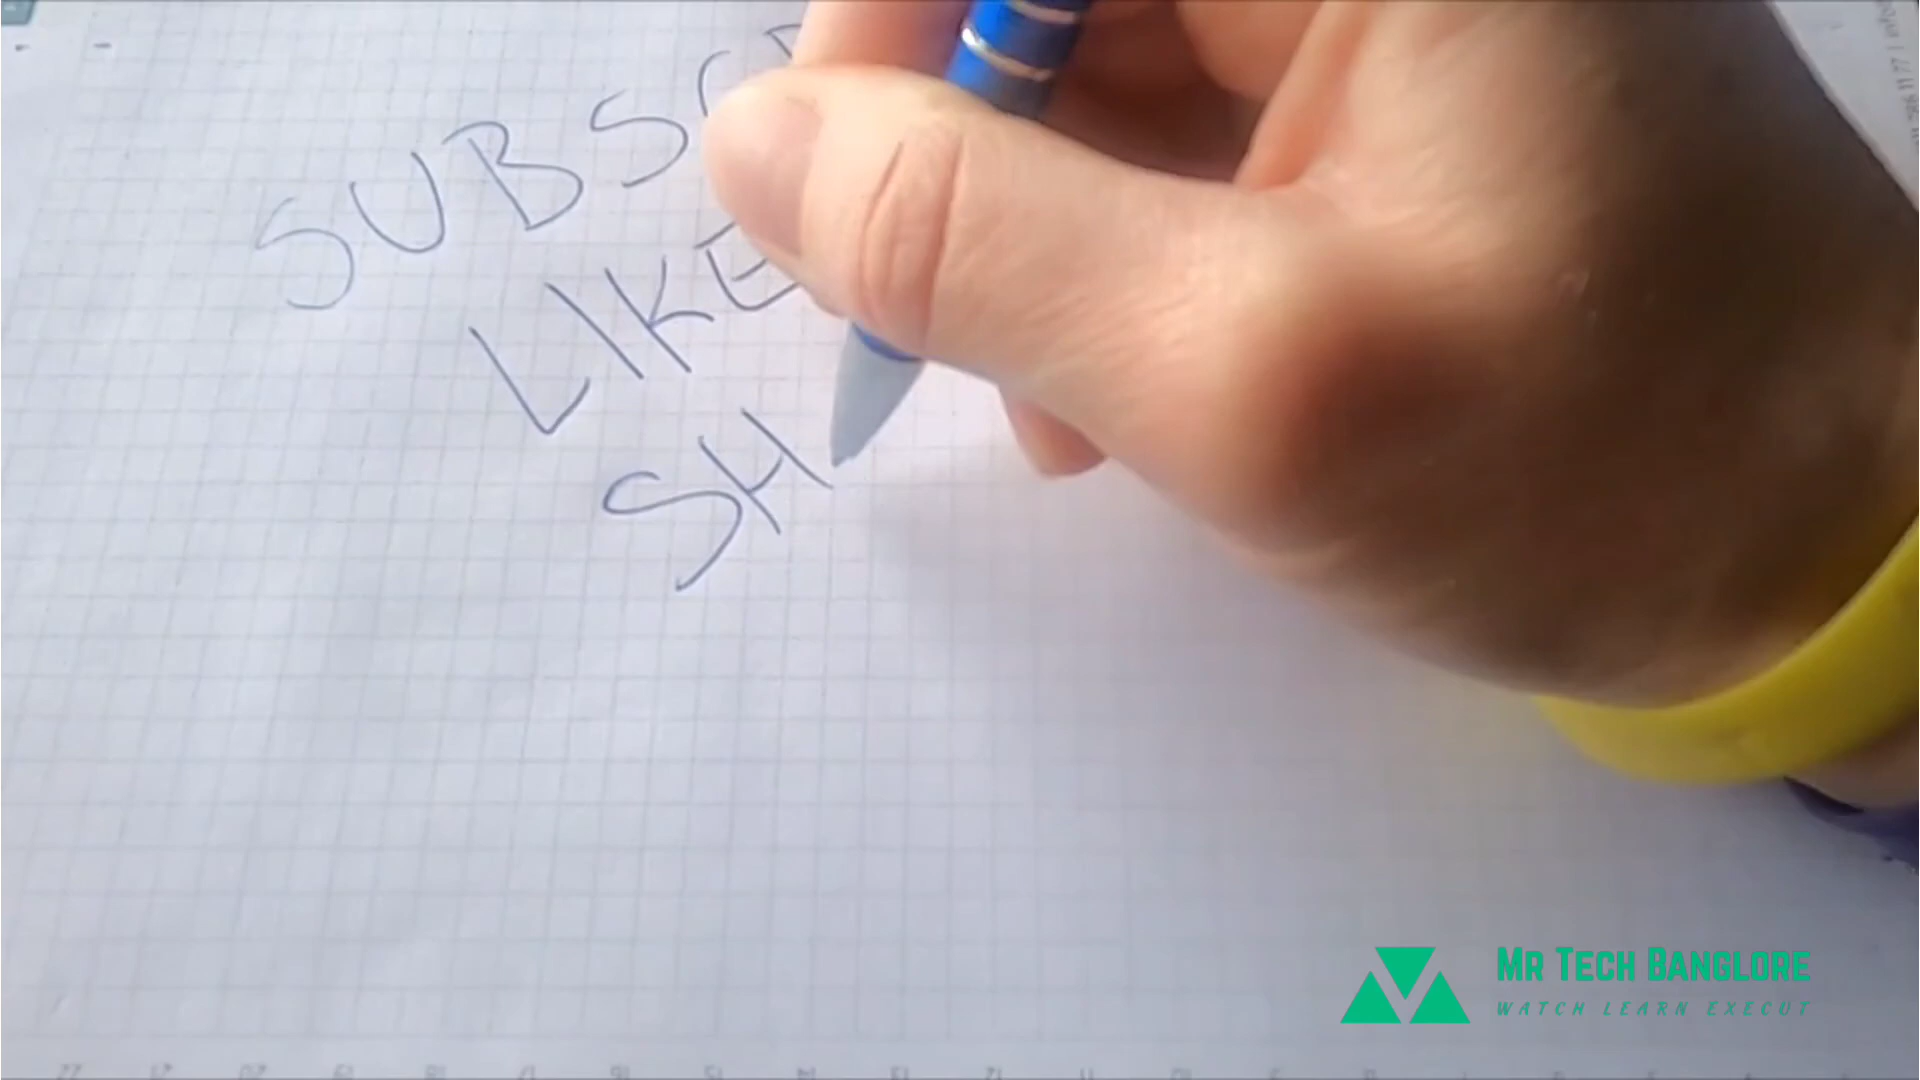 SUBSC
LIKE
SH
MR TECH BANGLORE
WATCH LEARN EXECUT